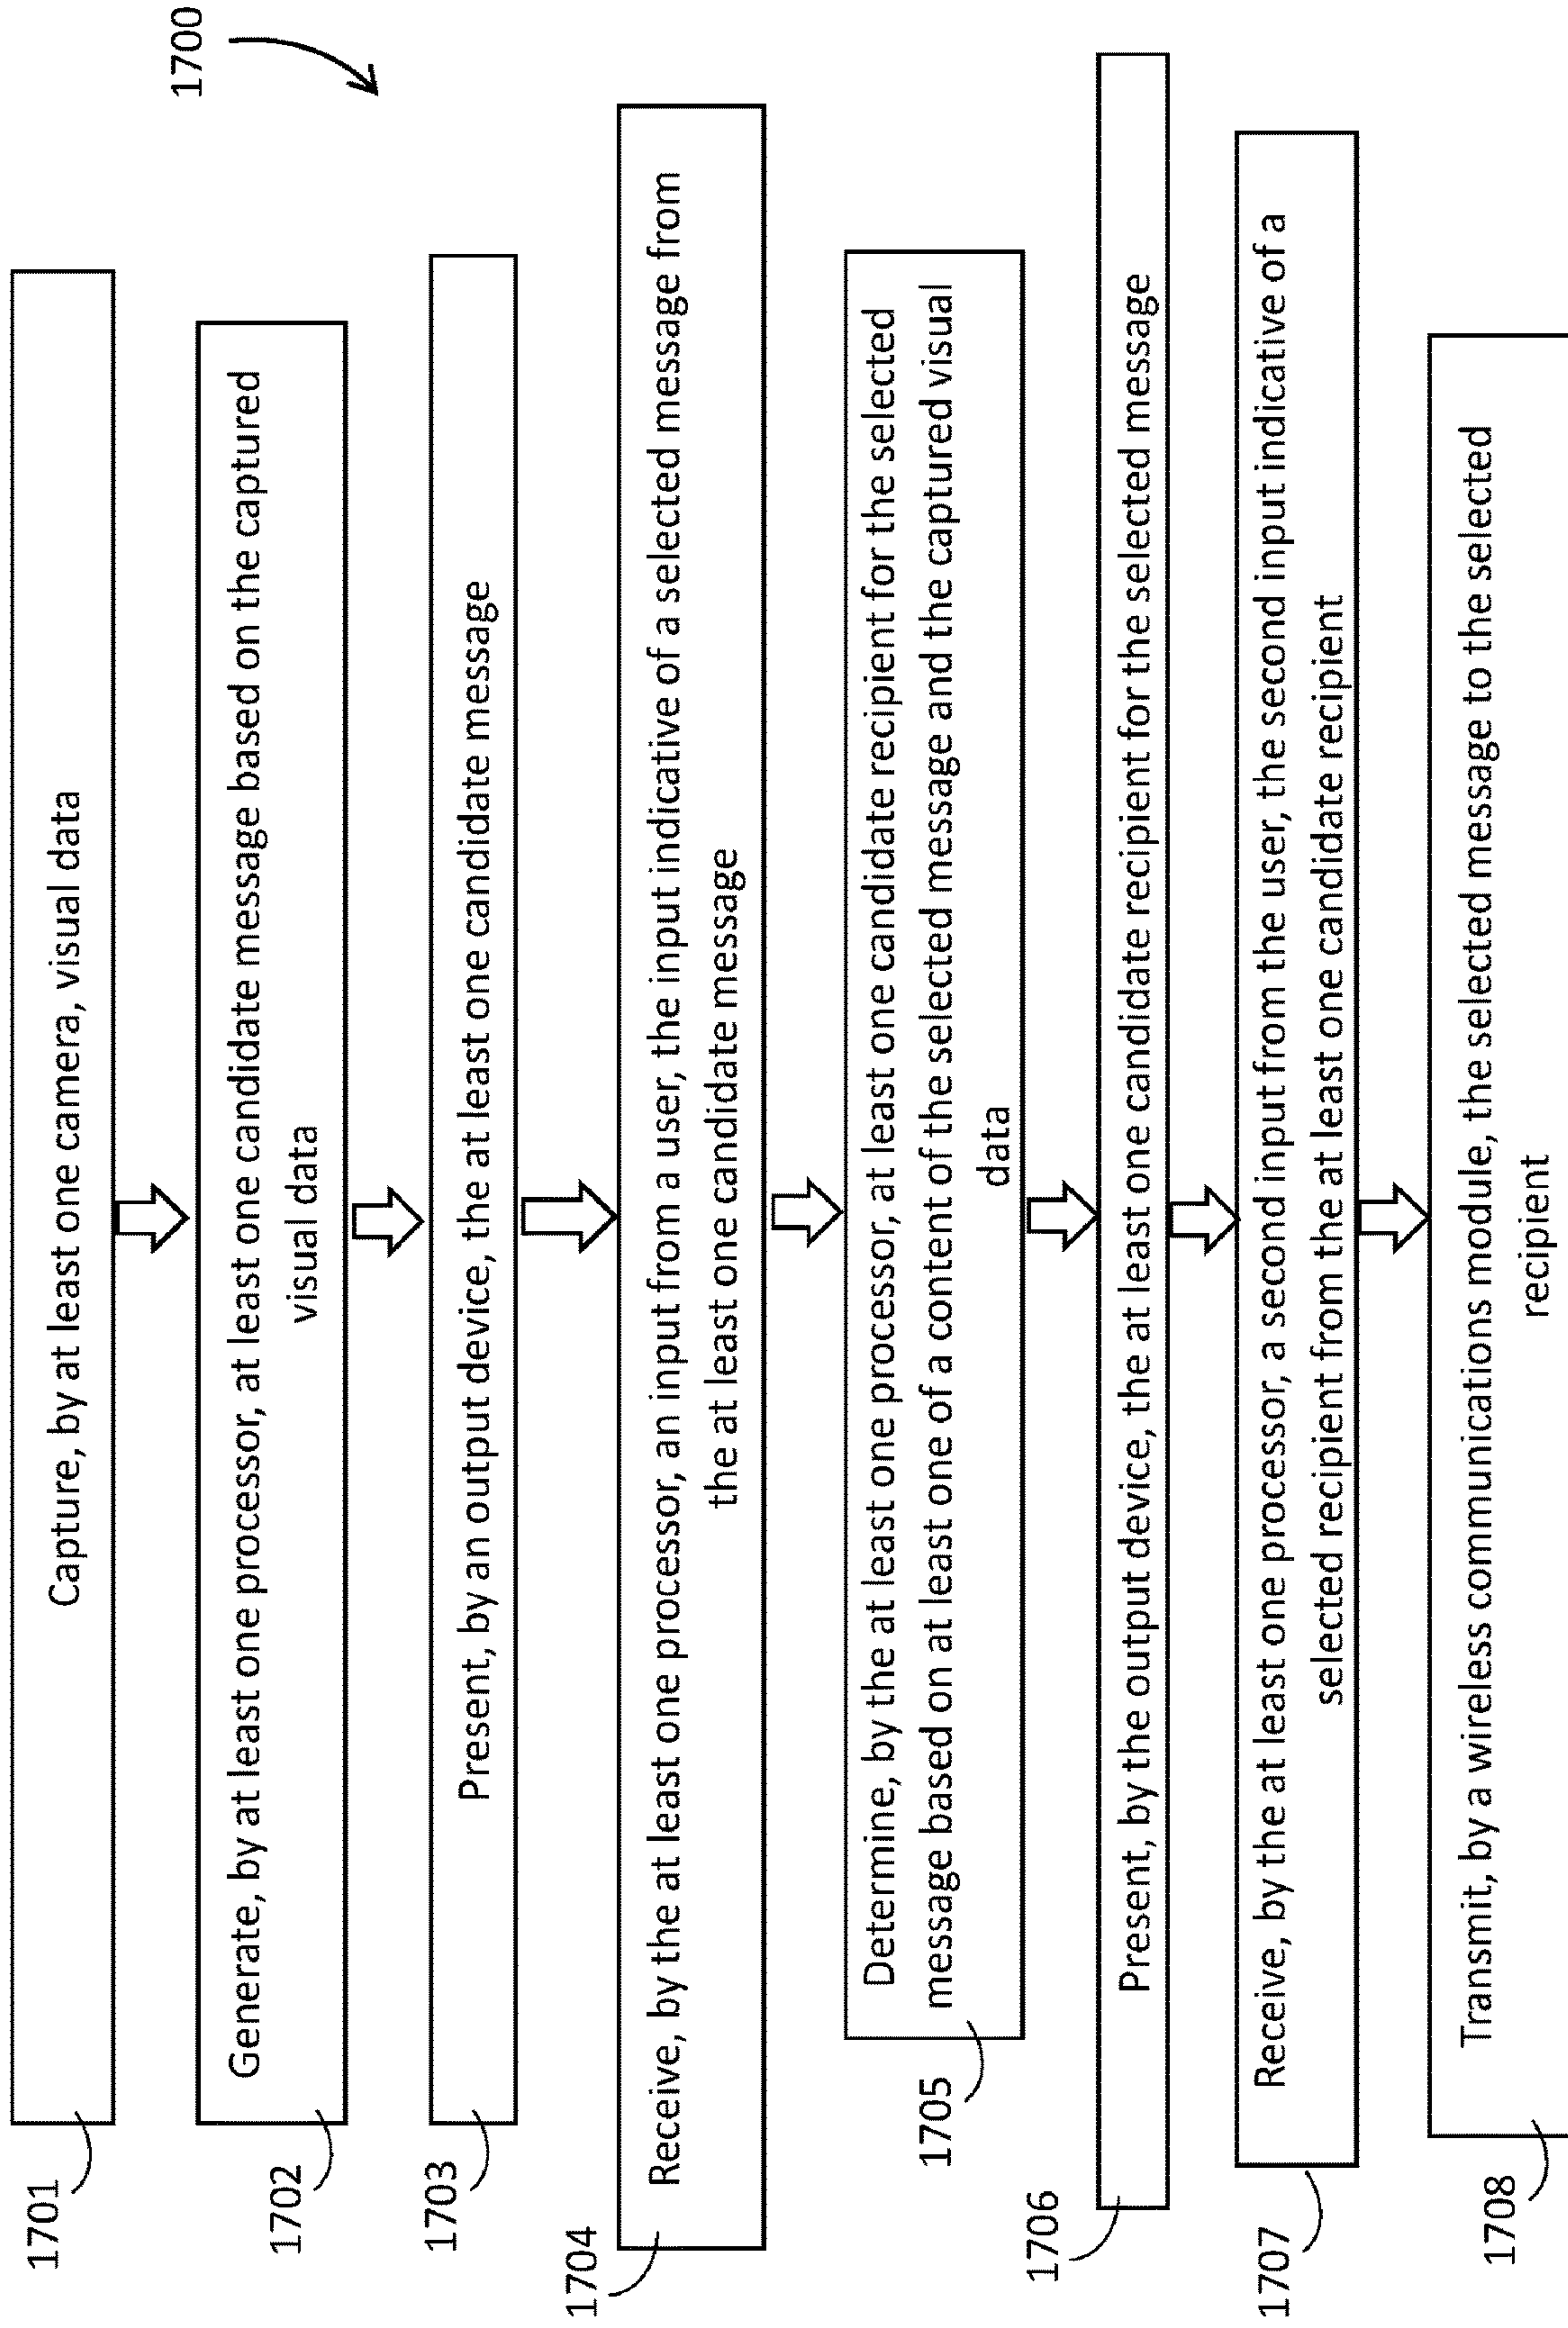 1700
1701
Capture, by at least one camera, visual data
1702
Generate, by at least one processor, at least one candidate message based on the captured
visual data
1703
Present, by an output device, the at least one candidate message
1704
Receive, by the at least one processor, an input from a user, the input indicative of a selected message from
the at least one candidate message
1705
Determine, by the at least one processor, at least one candidate recipient for the selected
message based on at least one of a content of the selected message and the captured visual
data
1706
Present, by the output device, the at least one candidate recipient for the selected message
1707
Receive, by the at least one processor, a second input from the user, the second input indicative of a
selected recipient from the at least one candidate recipient
1708
Transmit, by a wireless communications module, the selected message to the selected
recipient